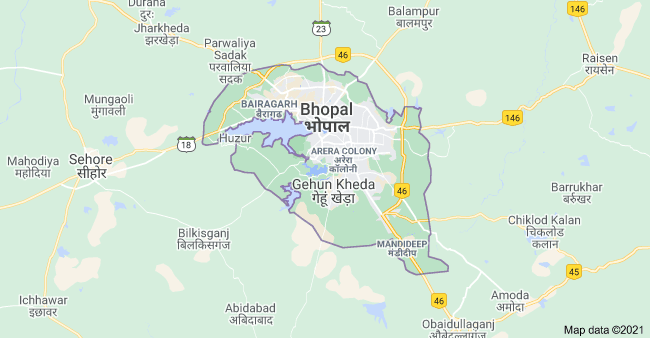 Durana
दुर:
Jharkheda
झरखेड़ा
Balampur
बालमपुर
146
23
Parwaliya
Sadak
परवालिया
सदक
46
Raisen
रायसेन
Mungaoli
मुंगावली
BAIRAGARH
बैरागढ़
Bhopal
भोपाल
146
Huzur
18
Sehore
सीहोर
Mahodiya
महोदिया
ARERA COLONY
अरेरा
कॉलोनी
Gehun Kheda
गेहूं खेड़ा
46
Barrukhar
बर्रुखर
Chiklod Kalan
चिकलोड
कलान
Bilkisganj
बिलकिसगंज
MANDIDEEP
मंडीदीप
45
Ichhawar
इछावर
Abidabad
अबिदाबाद
46
Amoda
अमोदा
Obaidullaganj
औबेदुल्लागंज
Map data ©2021